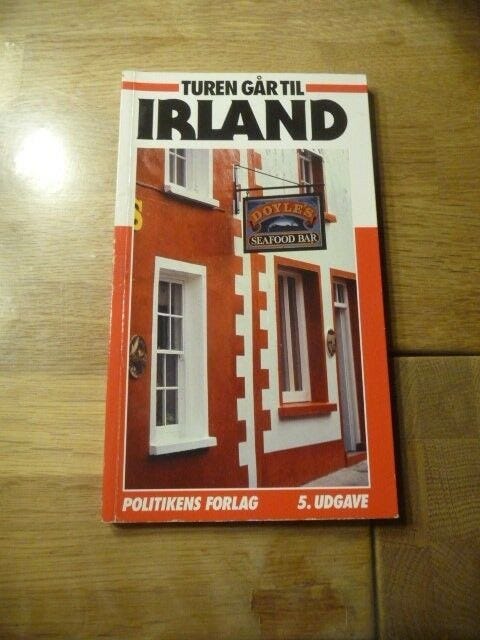 TUREN GÅR TIL
IRLAND
DOYLE'S
SEAFOOD BAR
S
POLITIKENS FORLAG 5. UDGAVE